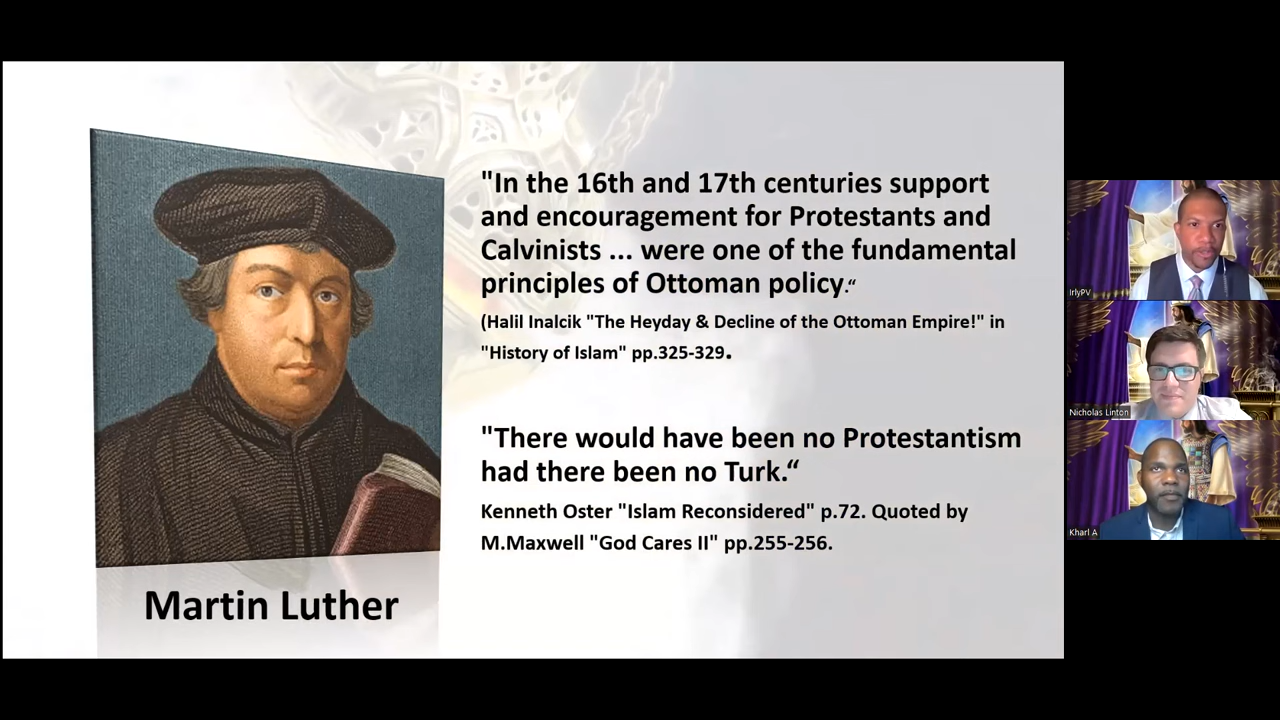 "In the 16th and 17th centuries support
and encouragement for Protestants and
Calvinists ... were one of the fundamental
principles of Ottoman policy.“
(Halil Inalcik "The Heyday & Decline of the Ottoman Empire!" in
"History of Islam" pp.325-329.
"There would have been no Protestantism
had there been no Turk.“
Kenneth Oster "Islam Reconsidered" p.72. Quoted by
M.Maxwell "God Cares II" pp.255-256.
Martin Luther
IrlyPV
Nicholas Linton
Kharl A